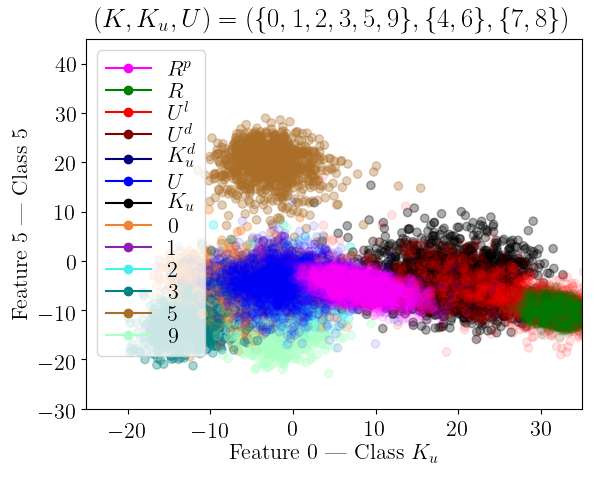 (K, K_u, U) = ({0, 1, 2, 3, 5, 9}, {4, 6}, {7, 8})
40
30
20
10
0
−10
−20
−30
Feature 5 — Class 5
R^p
R
U^l
U^d
K_u^d
U
K_u
0
1
2
3
5
9
−20 −10 0 10 20 30
Feature 0 — Class K_u